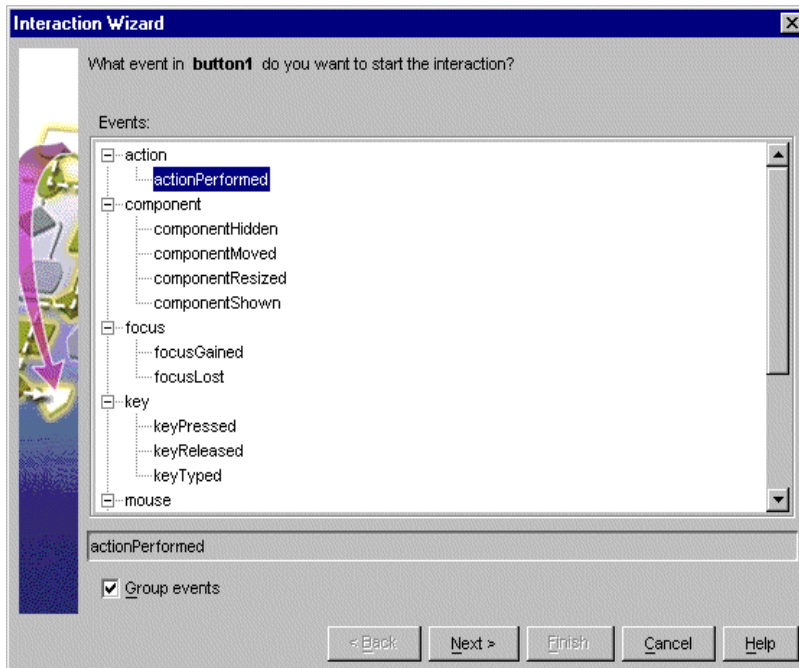 Interaction Wizard
What event in button1 do you want to start the interaction?
Events:
action
actionPerformed
component
componentHidden
componentMoved
componentResized
componentShown
focus
focusGained
focusLost
key
keyPressed
keyReleased
keyTyped
mouse
actionPerformed
Group events
< Back Next > Finish Cancel Help